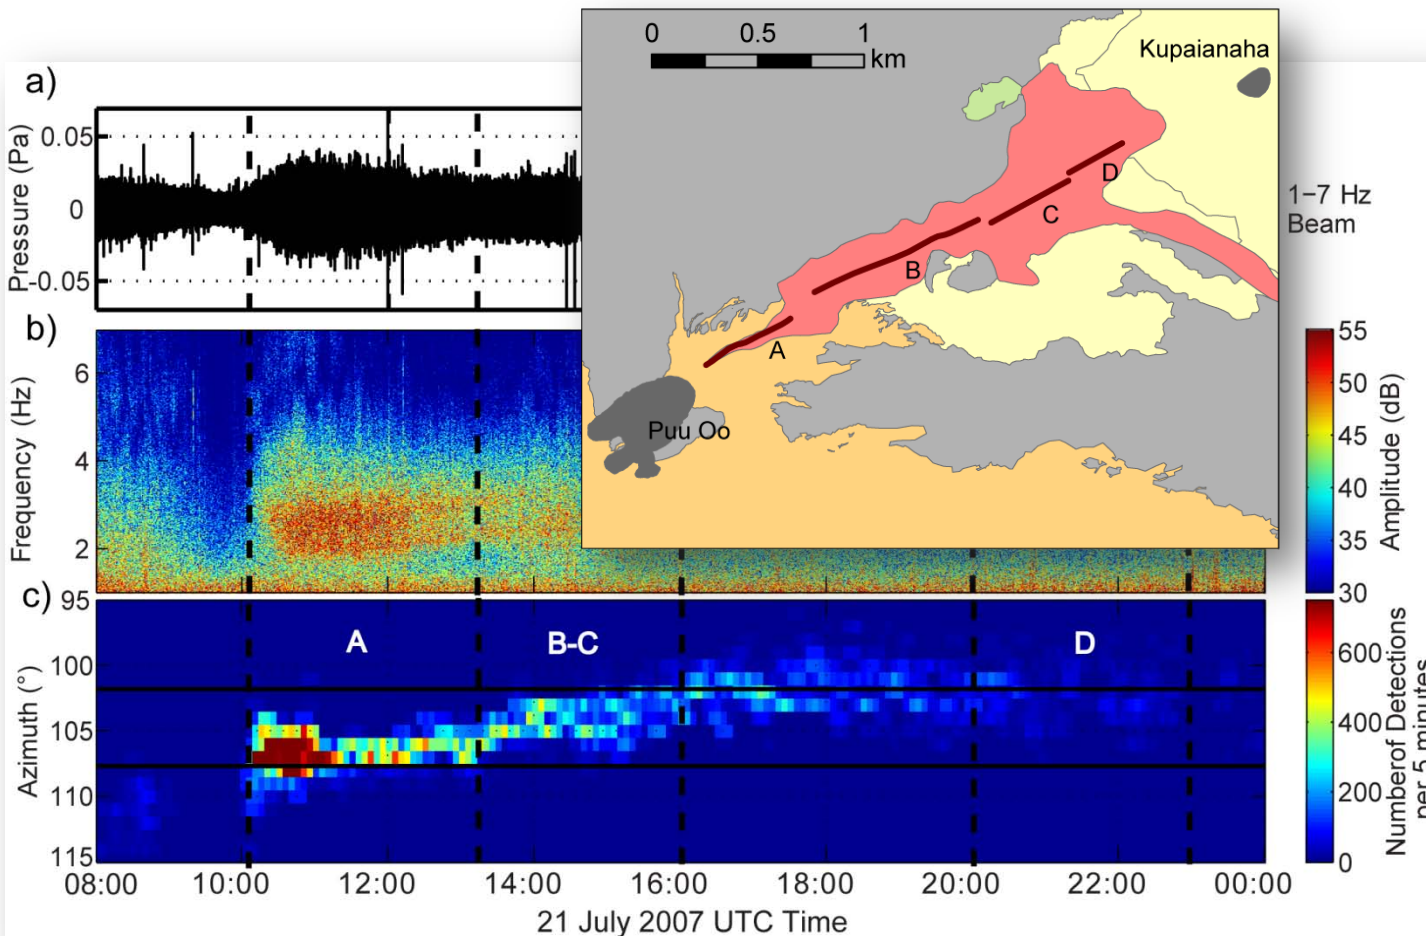 a)
0.05
0
-0.05
Pressure (Pa)
0 0.5 1
km
Kupaianaha
D
C
B
A
Puu Oo
1–7 Hz
Beam
b)
6
4
2
Frequency (Hz)
55
50
45
40
35
30
Amplitude (dB)
c)
95
100
105
110
115
Azimuth (°)
A B-C D
600
400
200
0
Numberof Detections
per 5 minutes
08:00 10:00 12:00 14:00 16:00 18:00 20:00 22:00 00:00
21 July 2007 UTC Time